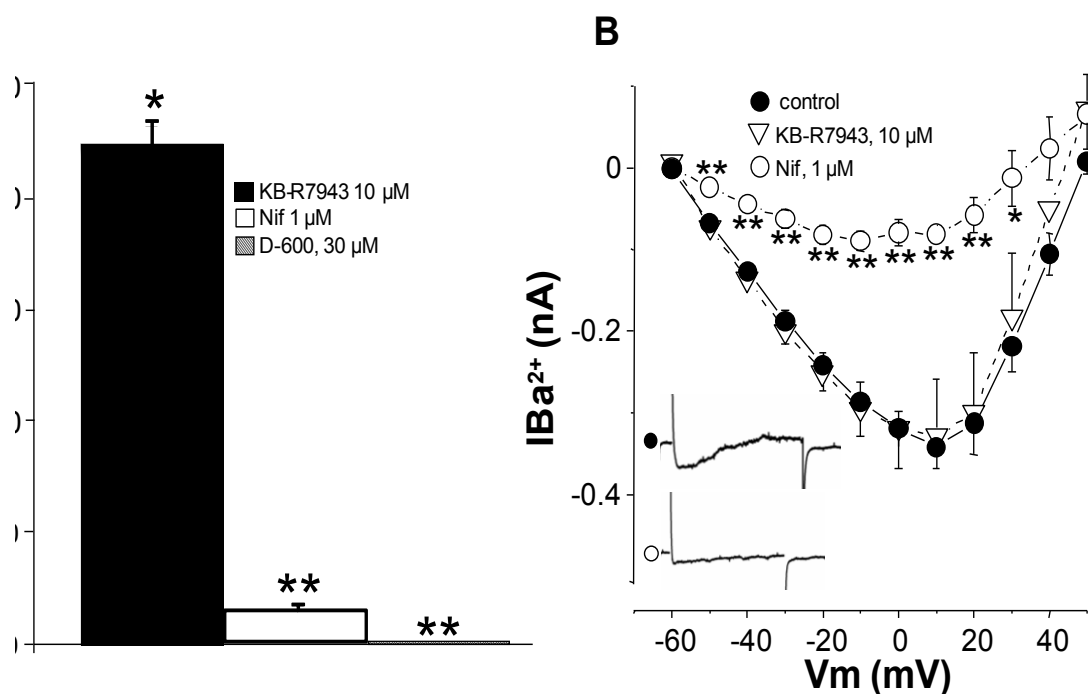 B
*
**
**
KB-R7943 10 µM
Nif 1 µM
D-600, 30 µM
control
KB-R7943, 10 µM
Nif, 1 µM
**
**
**
**
**
**
**
**
*
0
-0.2
-0.4
IBa²⁺ (nA)
-60
-40
-20
0
20
40
Vm (mV)